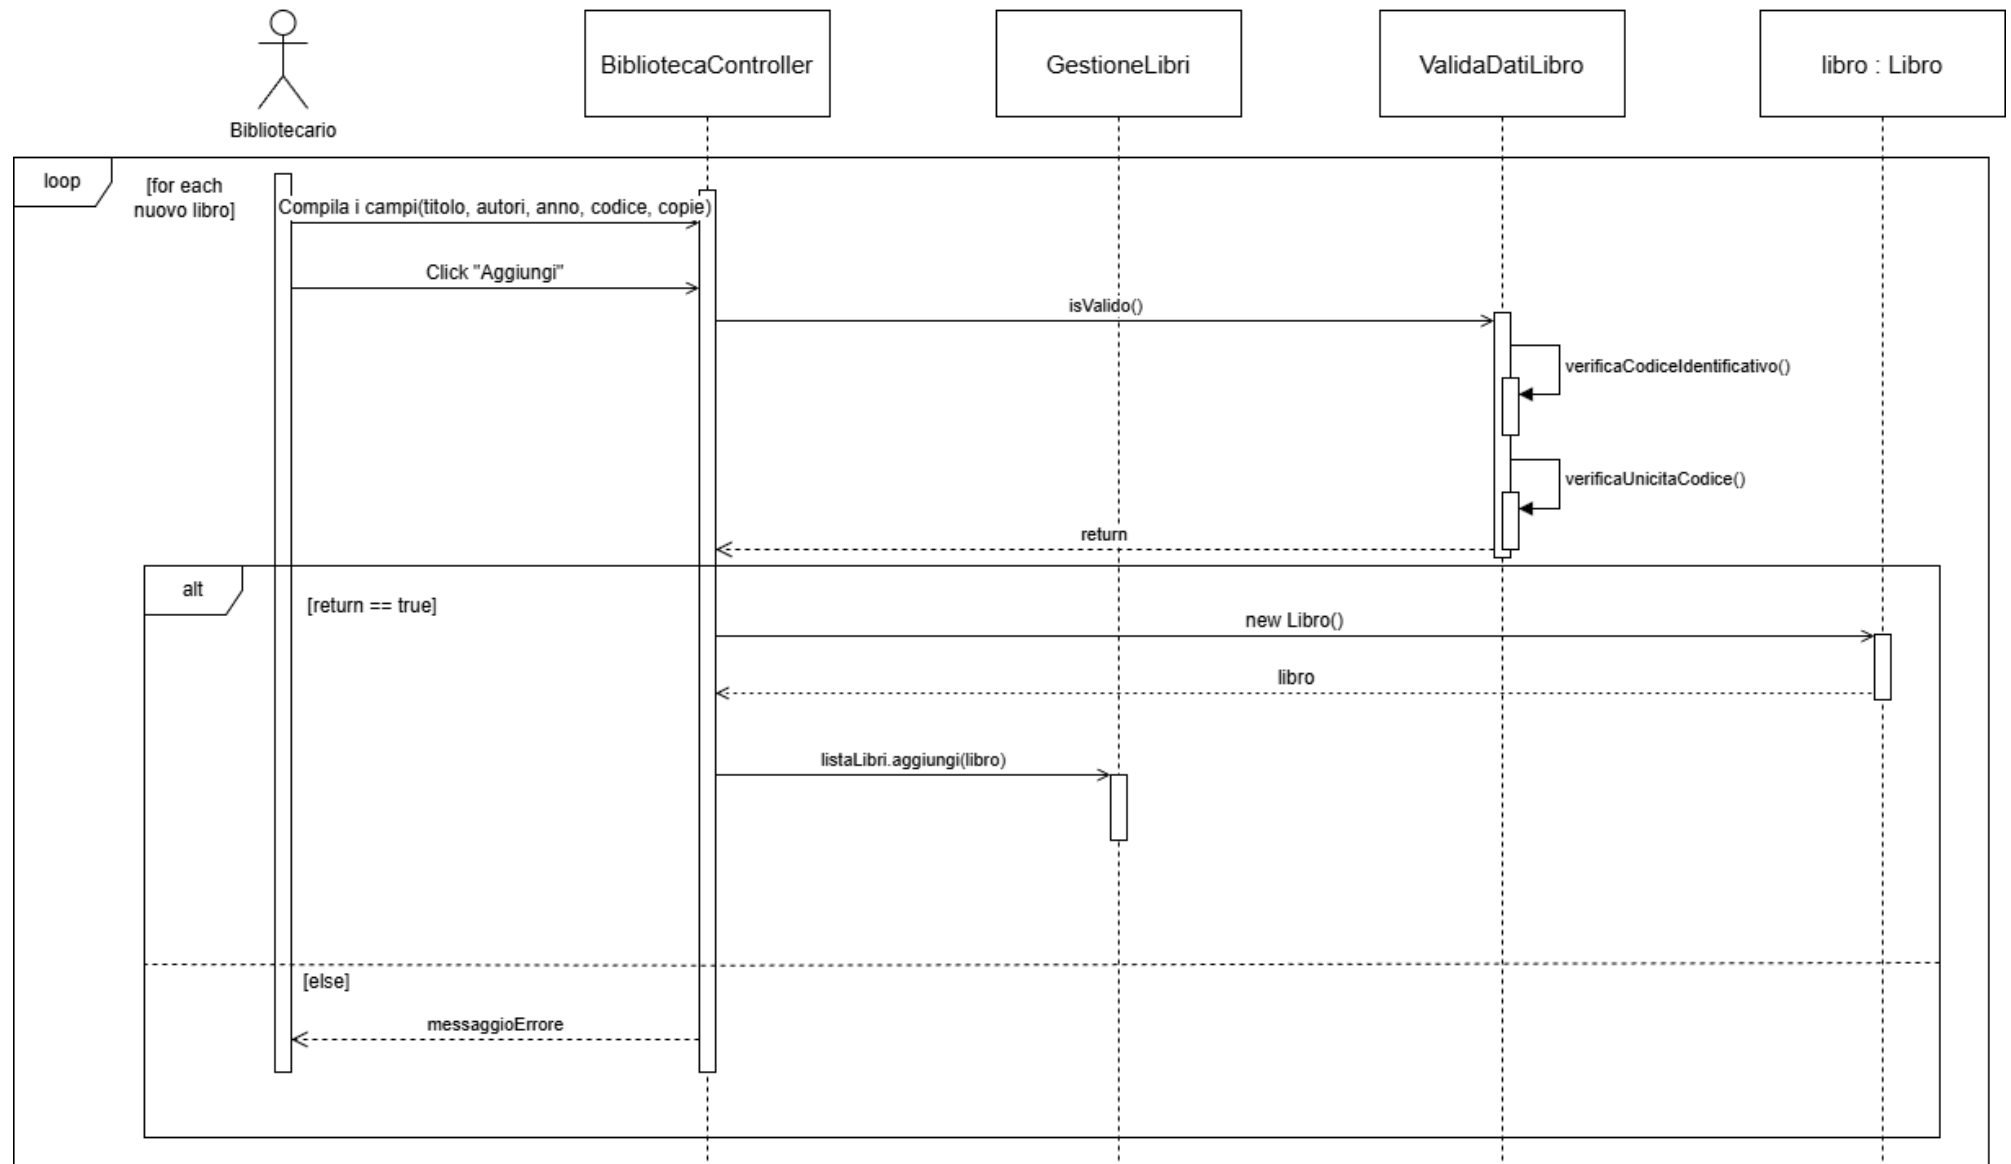 Bibliotecario
BibliotecaController
GestioneLibri
ValidaDatiLibro
libro : Libro
loop
[for each
nuovo libro]
Compila i campi(titolo, autori, anno, codice, copie)
Click "Aggiungi"
isValido()
verificaCodiceIdentificativo()
verificaUnicitaCodice()
return
alt
[return == true]
new Libro()
libro
listaLibri.aggiungi(libro)
[else]
messaggioErrore